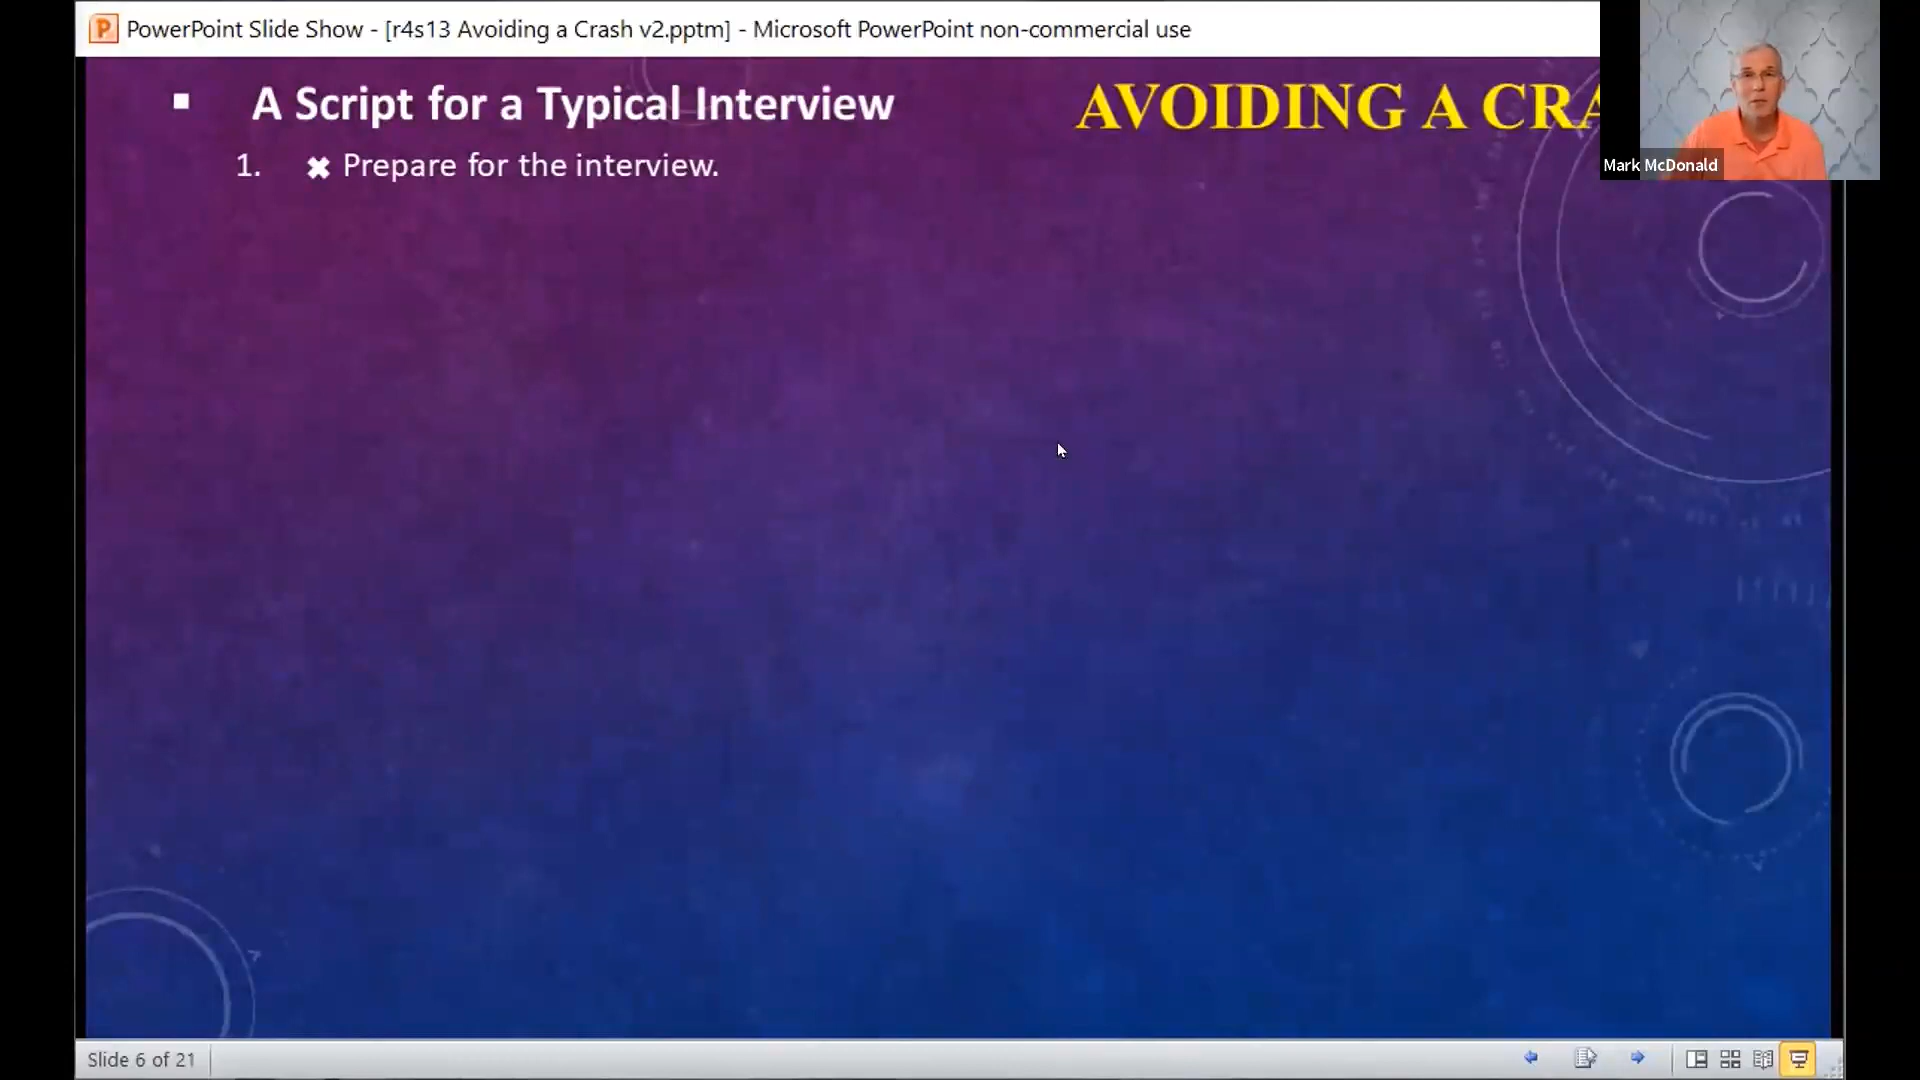 PowerPoint Slide Show - [r4s13 Avoiding a Crash v2.pptm] - Microsoft PowerPoint non-commercial use
▪ A Script for a Typical Interview
AVOIDING A CRA
1. ✖ Prepare for the interview.
Mark McDonald
Slide 6 of 21